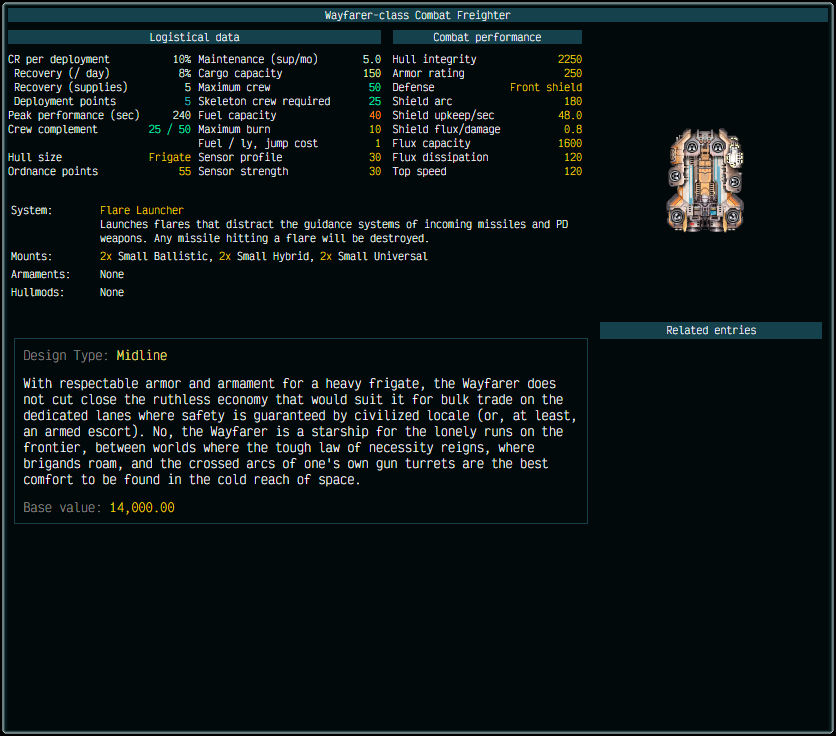 Wayfarer-class Combat Freighter
Logistical data
CR per deployment 10% Maintenance (sup/mo) 5.0
Recovery (/ day) 8% Cargo capacity 150
Recovery (supplies) 5 Maximum crew 50
Deployment points 5 Skeleton crew required 25
Peak performance (sec) 240 Fuel capacity 40
Crew complement 25 / 50 Maximum burn 10
Fuel / ly, jump cost 1
Hull size Frigate Sensor profile 30
Ordnance points 55 Sensor strength 30
Combat performance
Hull integrity 2250
Armor rating 250
Defense Front shield
Shield arc 180
Shield upkeep/sec 48.0
Shield flux/damage 0.8
Flux capacity 1600
Flux dissipation 120
Top speed 120
System: Flare Launcher
Launches flares that distract the guidance systems of incoming missiles and PD
weapons. Any missile hitting a flare will be destroyed.
Mounts: 2x Small Ballistic, 2x Small Hybrid, 2x Small Universal
Armaments: None
Hullmods: None
Related entries
Design Type: Midline
With respectable armor and armament for a heavy frigate, the Wayfarer does
not cut close the ruthless economy that would suit it for bulk trade on the
dedicated lanes where safety is guaranteed by civilized locale (or, at least,
an armed escort). No, the Wayfarer is a starship for the lonely runs on the
frontier, between worlds where the tough law of necessity reigns, where
brigands roam, and the crossed arcs of one's own gun turrets are the best
comfort to be found in the cold reach of space.
Base value: 14,000.00